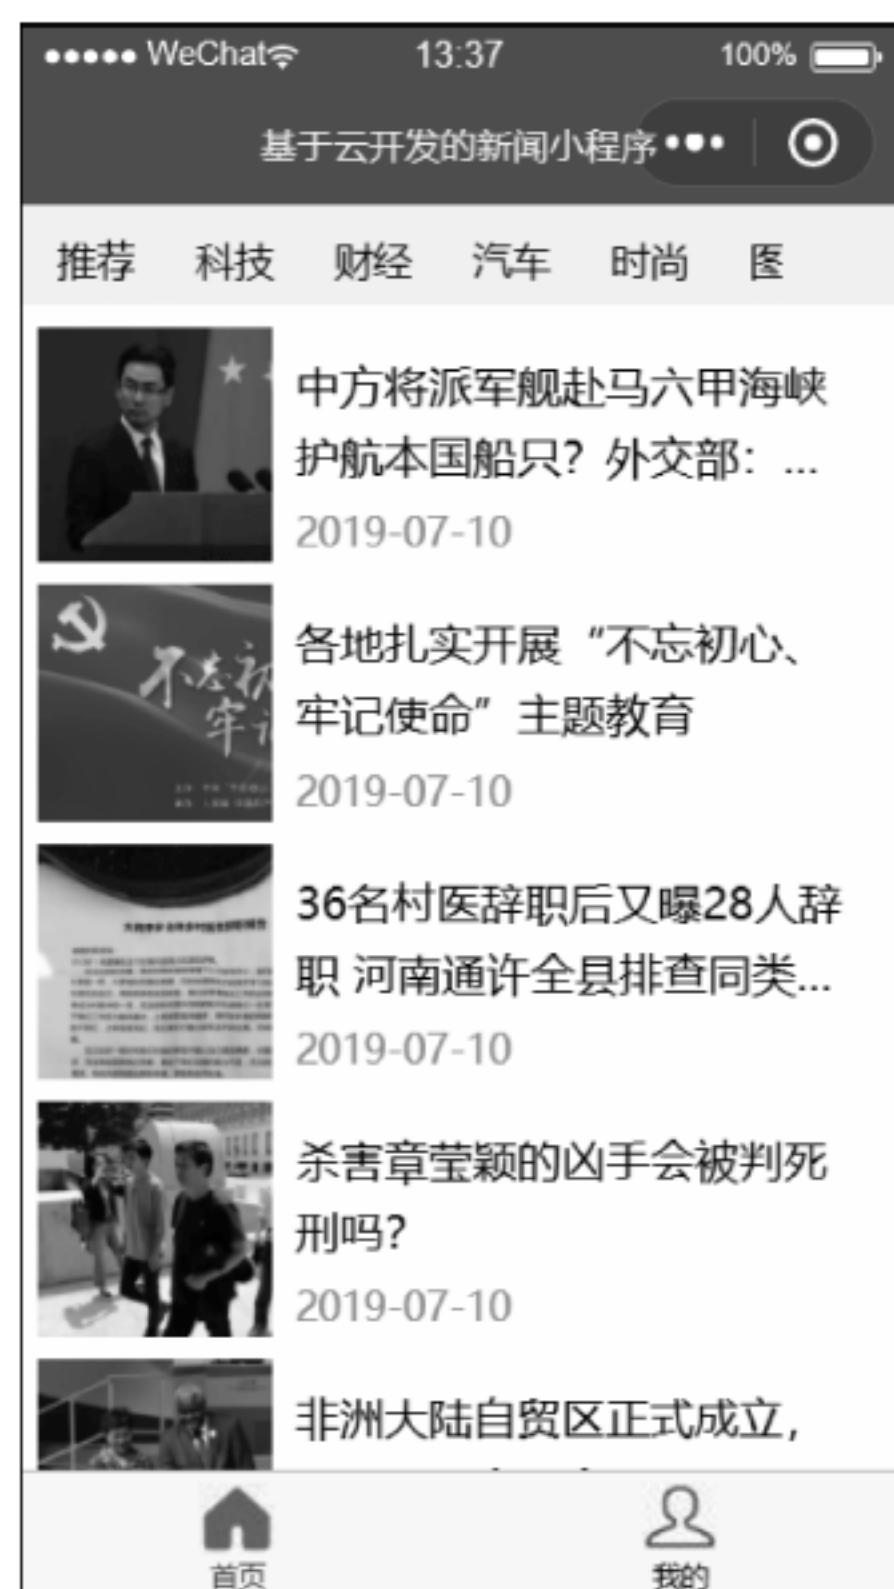 ●●●●● WeChat 13:37 100%
基于云开发的新闻小程序
推荐 科技 财经 汽车 时尚 图
中方将派军舰赴马六甲海峡
护航本国船只？外交部：...
2019-07-10
不忘初
牢记
各地扎实开展“不忘初心、
牢记使命”主题教育
2019-07-10
36名村医辞职后又曝28人辞
职 河南通许全县排查同类...
2019-07-10
杀害章莹颖的凶手会被判死
刑吗？
2019-07-10
非洲大陆自贸区正式成立，
首页 我的